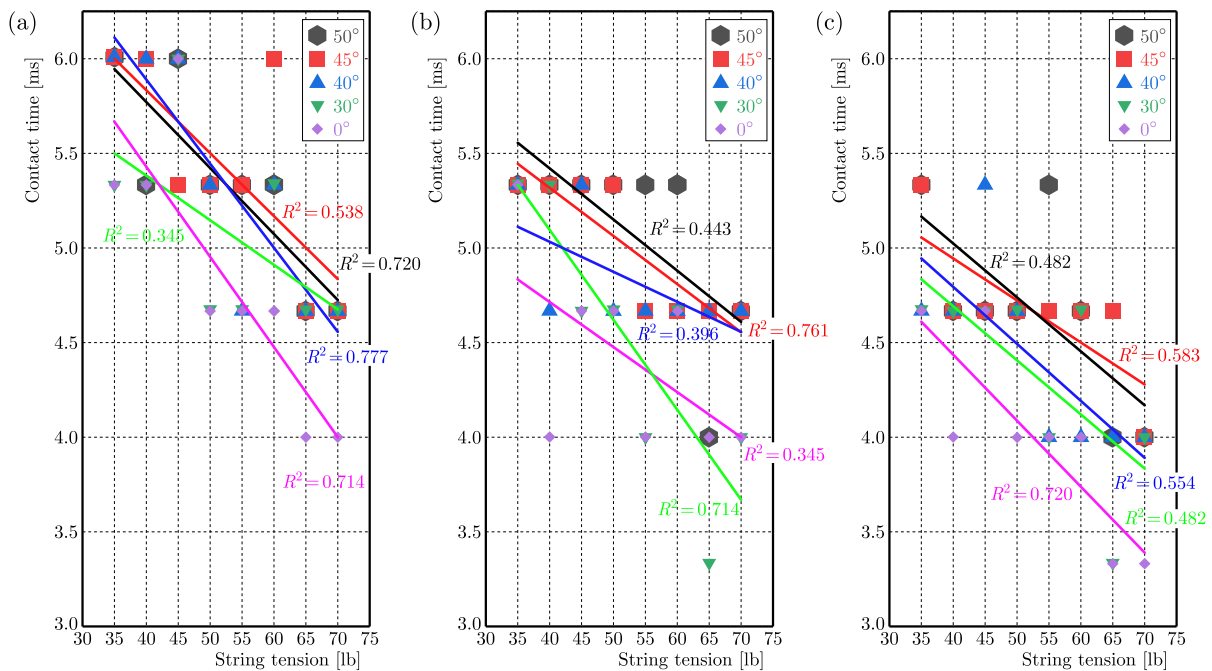 (a)
50°
45°
40°
30°
0°
Contact time [ms]
6.0
5.5
5.0
4.5
4.0
3.5
3.0
R² = 0.538
R² = 0.345
R² = 0.720
R² = 0.777
R² = 0.714
30 35 40 45 50 55 60 65 70 75
String tension [lb]
(b)
50°
45°
40°
30°
0°
Contact time [ms]
6.0
5.5
5.0
4.5
4.0
3.5
3.0
R² = 0.443
R² = 0.396
R² = 0.761
R² = 0.345
R² = 0.714
30 35 40 45 50 55 60 65 70 75
String tension [lb]
(c)
50°
45°
40°
30°
0°
Contact time [ms]
6.0
5.5
5.0
4.5
4.0
3.5
3.0
R² = 0.482
R² = 0.583
R² = 0.554
R² = 0.720
R² = 0.482
30 35 40 45 50 55 60 65 70 75
String tension [lb]